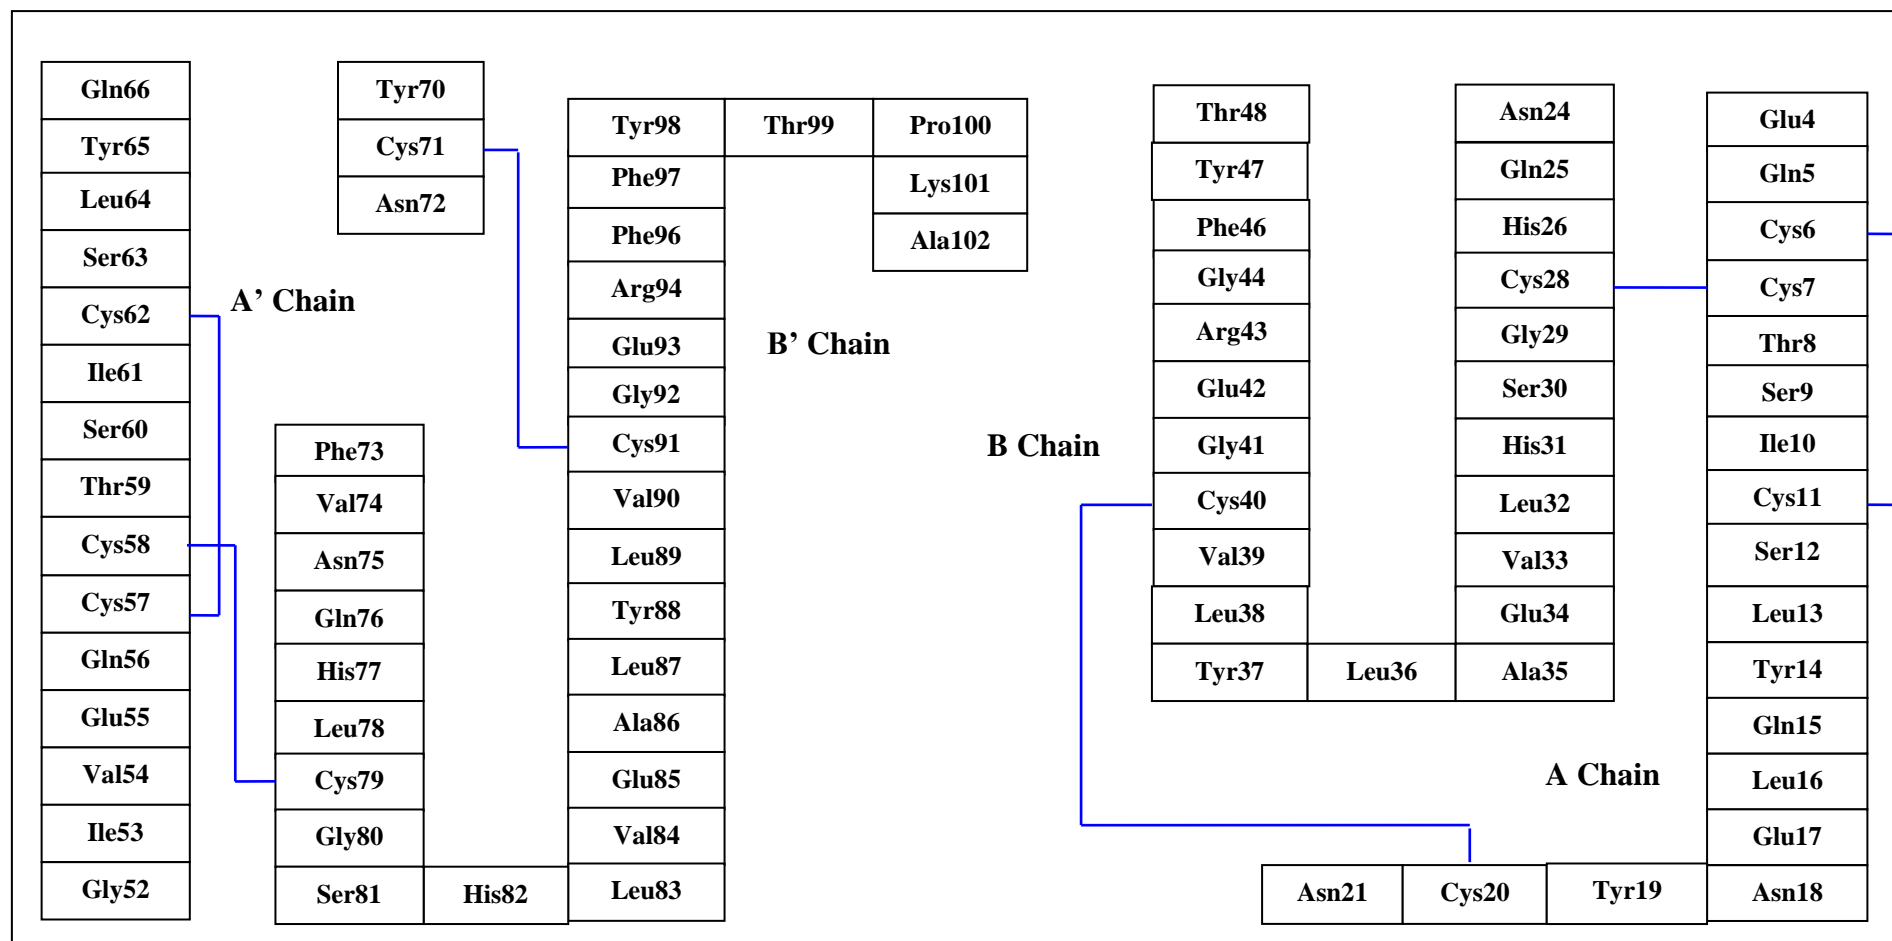 Gln66
Tyr65
Leu64
Ser63
Cys62
Ile61
Ser60
Thr59
Cys58
Cys57
Gln56
Glu55
Val54
Ile53
Gly52
A’ Chain
Tyr70
Cys71
Asn72
Phe73
Val74
Asn75
Gln76
His77
Leu78
Cys79
Gly80
Ser81 His82 Leu83
Tyr98 Thr99 Pro100
Phe97 Lys101
Phe96 Ala102
Arg94
Glu93
Gly92
Cys91
Val90
Leu89
Tyr88
Leu87
Ala86
Glu85
Val84
B’ Chain
B Chain
Thr48
Tyr47
Phe46
Gly44
Arg43
Glu42
Gly41
Cys40
Val39
Leu38
Tyr37 Leu36 Ala35
Asn24
Gln25
His26
Cys28
Gly29
Ser30
His31
Leu32
Val33
Glu34
A Chain
Glu4
Gln5
Cys6
Cys7
Thr8
Ser9
Ile10
Cys11
Ser12
Leu13
Tyr14
Gln15
Leu16
Glu17
Asn21 Cys20 Tyr19 Asn18